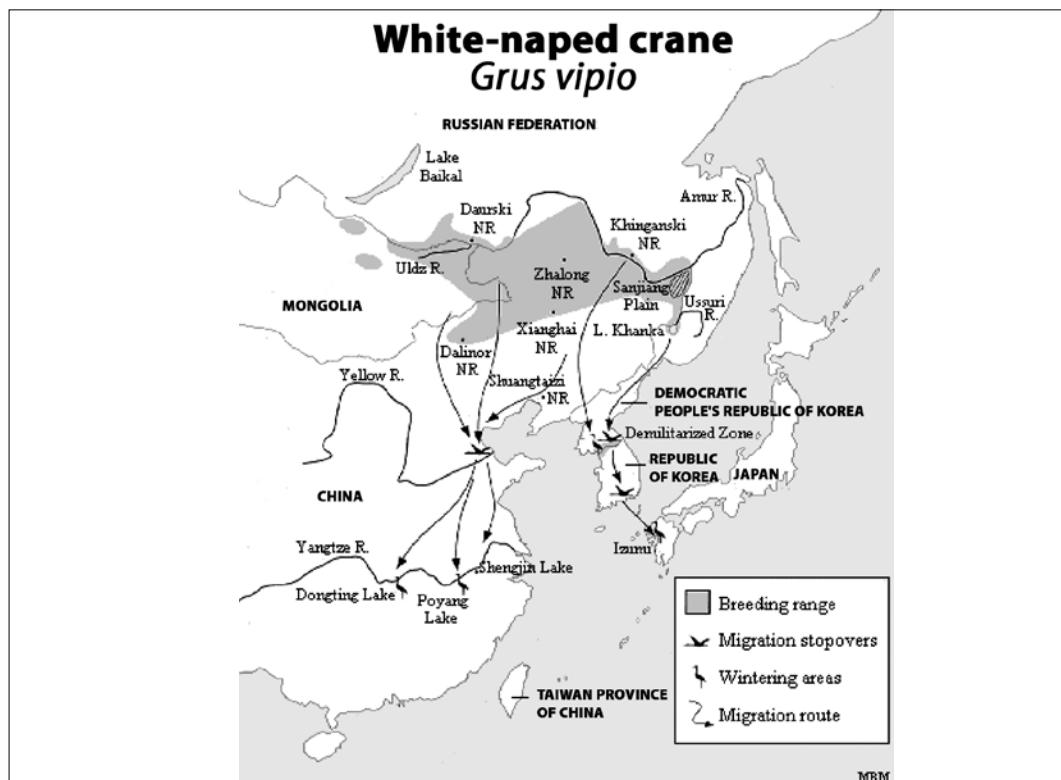 White-naped crane
Grus vipio
RUSSIAN FEDERATION
Lake
Baikal
Amur R.
Daurski
NR
Khinganski
NR
Uldz R.
Zhalong
NR
Sanjiang
Plain
Ussuri
R.
MONGOLIA
Xianghai
NR
L. Khanka
Dalinor
NR
Yellow R.
Shuangtaizi
NR
DEMOCRATIC
PEOPLE'S REPUBLIC OF KOREA
Demilitarized Zone
REPUBLIC
OF KOREA
JAPAN
CHINA
Izumi
Yangtze R.
Shengjin Lake
Dongting Lake
Poyang
Lake
TAIWAN PROVINCE
OF CHINA
Breeding range
Migration stopovers
Wintering areas
Migration route
MBM